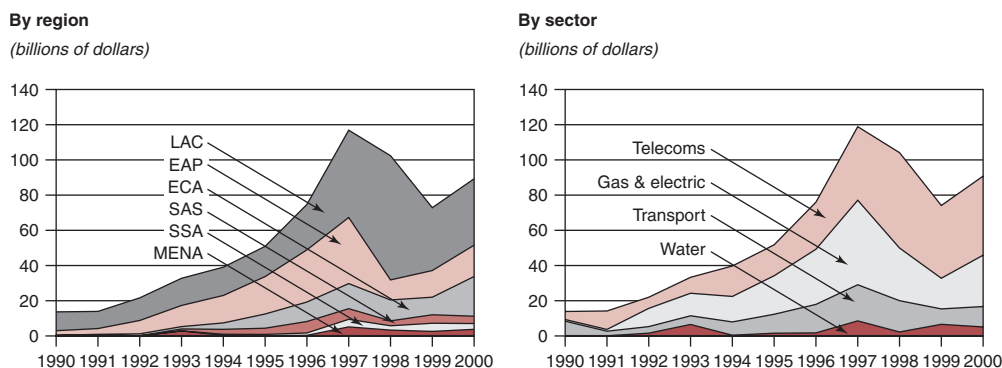 By region
(billions of dollars)
140
120
100
80
60
40
20
0
LAC
EAP
ECA
SAS
SSA
MENA
1990 1991 1992 1993 1994 1995 1996 1997 1998 1999 2000
By sector
(billions of dollars)
140
120
100
80
60
40
20
0
Telecoms
Gas & electric
Transport
Water
1990 1991 1992 1993 1994 1995 1996 1997 1998 1999 2000